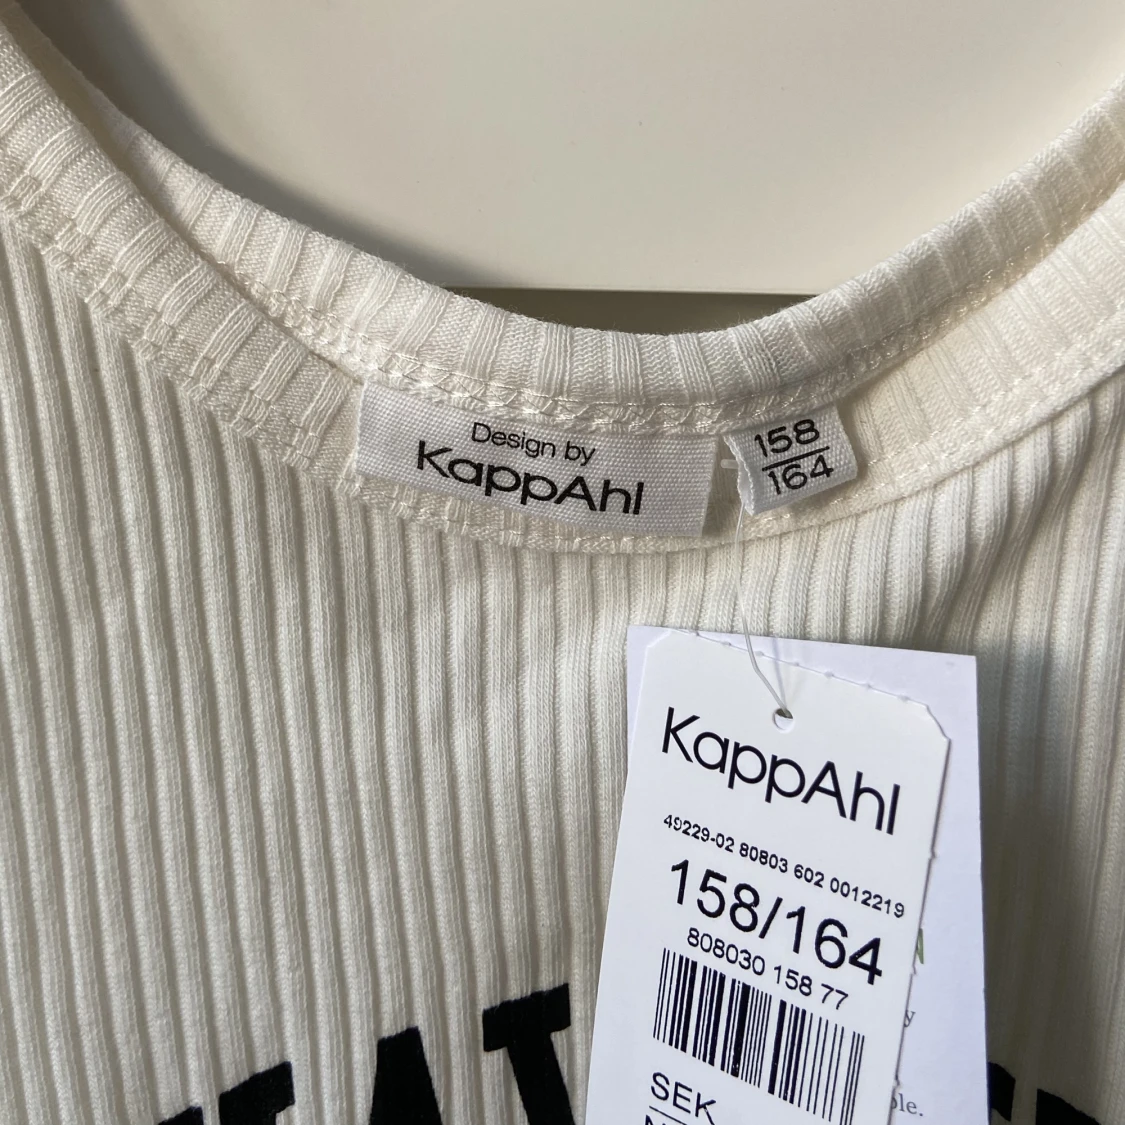 Design by
KappAhl
158
164
KappAhl
49229-02 80803 602 0012219
158/164
808030 158 77
SEK